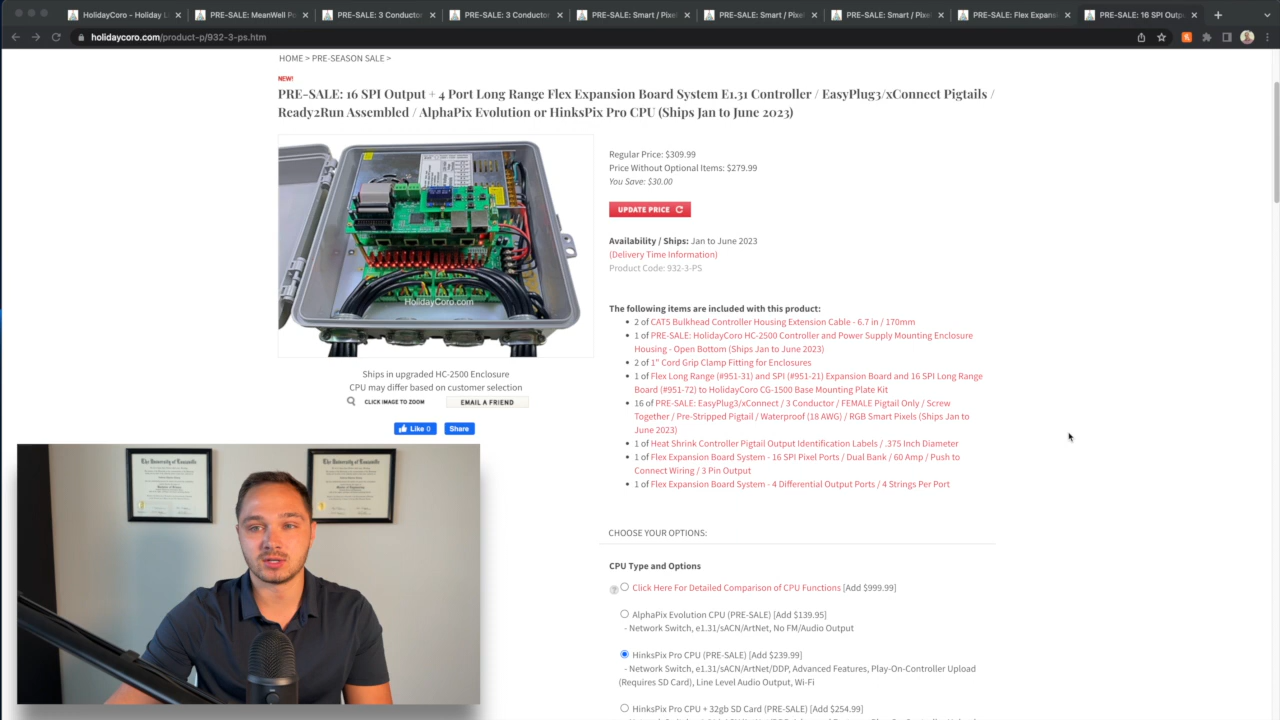 HolidayCoro - Holiday L
PRE-SALE: MeanWell Po
PRE-SALE: 3 Conductor
PRE-SALE: 3 Conductor
PRE-SALE: Smart / Pixel
PRE-SALE: Smart / Pixel
PRE-SALE: Smart / Pixel
PRE-SALE: Flex Expans
PRE-SALE: 16 SPI Outpu
holidaycoro.com/product-p/932-3-ps.htm
HOME > PRE-SEASON SALE >
NEW!
PRE-SALE: 16 SPI Output + 4 Port Long Range Flex Expansion Board System E1.31 Controller / EasyPlug3/xConnect Pigtails /
Ready2Run Assembled / AlphaPix Evolution or HinksPix Pro CPU (Ships Jan to June 2023)
HolidayCoro.com
Ships in upgraded HC-2500 Enclosure
CPU may differ based on customer selection
CLICK IMAGE TO ZOOM
EMAIL A FRIEND
Like 0
Share
Regular Price: $309.99
Price Without Optional Items: $279.99
You Save: $30.00
UPDATE PRICE
Availability / Ships: Jan to June 2023
(Delivery Time Information)
Product Code: 932-3-PS
The following items are included with this product:
2 of CAT5 Bulkhead Controller Housing Extension Cable - 6.7 in / 170mm
1 of PRE-SALE: HolidayCoro HC-2500 Controller and Power Supply Mounting Enclosure
Housing - Open Bottom (Ships Jan to June 2023)
2 of 1" Cord Grip Clamp Fitting for Enclosures
1 of Flex Long Range (#951-31) and SPI (#951-21) Expansion Board and 16 SPI Long Range
Board (#951-72) to HolidayCoro CG-1500 Base Mounting Plate Kit
16 of PRE-SALE: EasyPlug3/xConnect / 3 Conductor / FEMALE Pigtail Only / Screw
Together / Pre-Stripped Pigtail / Waterproof (18 AWG) / RGB Smart Pixels (Ships Jan to
June 2023)
1 of Heat Shrink Controller Pigtail Output Identification Labels / .375 Inch Diameter
1 of Flex Expansion Board System - 16 SPI Pixel Ports / Dual Bank / 60 Amp / Push to
Connect Wiring / 3 Pin Output
1 of Flex Expansion Board System - 4 Differential Output Ports / 4 Strings Per Port
CHOOSE YOUR OPTIONS:
CPU Type and Options
Click Here For Detailed Comparison of CPU Functions [Add $999.99]
AlphaPix Evolution CPU (PRE-SALE) [Add $139.95]
- Network Switch, e1.31/sACN/ArtNet, No FM/Audio Output
HinksPix Pro CPU (PRE-SALE) [Add $239.99]
- Network Switch, e1.31/sACN/ArtNet/DDP, Advanced Features, Play-On-Controller Upload
(Requires SD Card), Line Level Audio Output, Wi-Fi
HinksPix Pro CPU + 32gb SD Card (PRE-SALE) [Add $254.99]